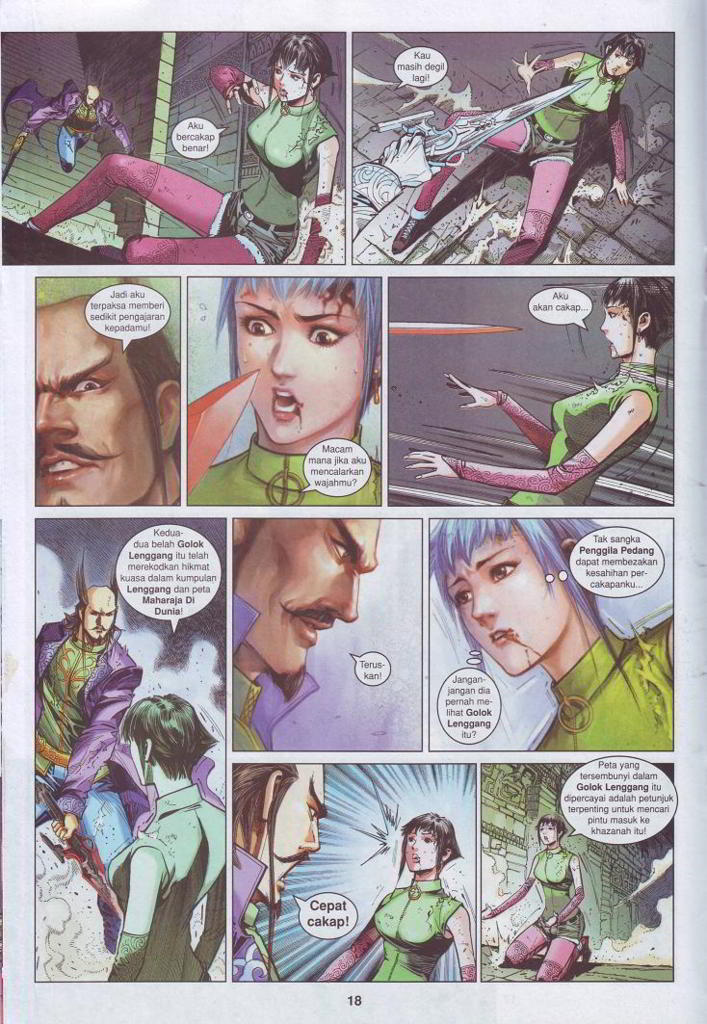 Aku
bercakap
benar!
Kau
masih degil
lagi!
Jadi aku
terpaksa memberi
sedikit pengajaran
kepadamu!
Macam
mana jika aku
mencalarkan
wajahmu?
Aku
akan cakap...
Kedua-
dua belah Golok
Lenggang itu telah
merekodkan hikmat
kuasa dalam kumpulan
Lenggang dan peta
Maharaja Di
Dunia!
Terus-
kan!
Tak sangka
Penggila Pedang
dapat membezakan
kesahihan per-
cakapanku...
Jangan-
jangan dia
pernah me-
lihat Golok
Lenggang
itu?
Cepat
cakap!
Peta yang
tersembunyi dalam
Golok Lenggang itu
dipercayai adalah petunjuk
terpenting untuk mencari
pintu masuk ke
khazanah itu!
18